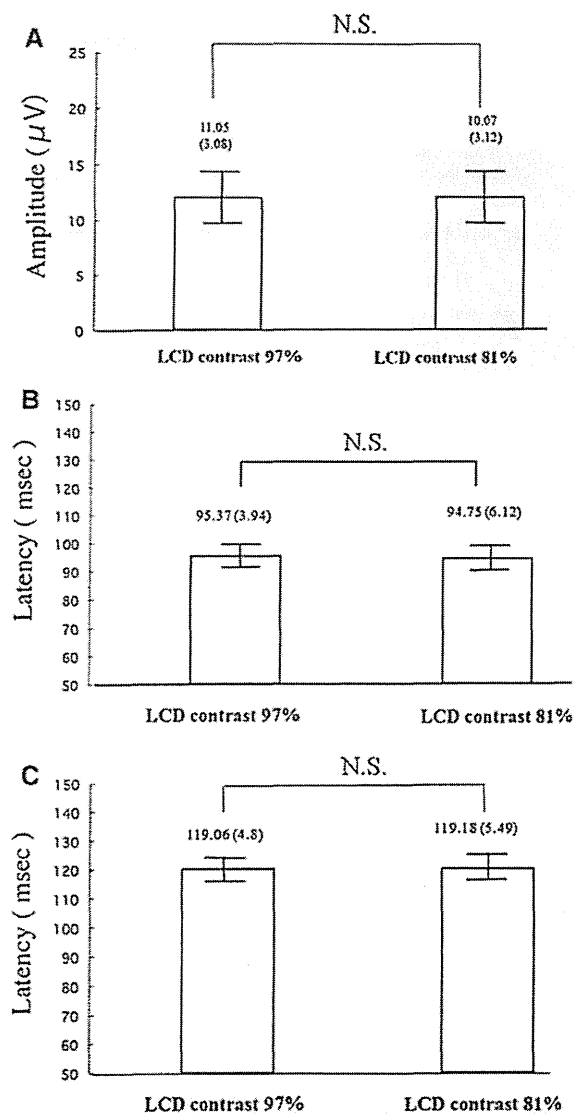 A
N.S.
Amplitude ( μV)
25
20
15
10
5
0
11.05
(3.08)
10.07
(3.12)
LCD contrast 97%
LCD contrast 81%
B
N.S.
Latency ( msec)
150
140
130
120
110
100
90
80
70
60
50
95.37(3.94)
94.75(6.12)
LCD contrast 97%
LCD contrast 81%
C
N.S.
Latency ( msec)
150
140
130
120
110
100
90
80
70
60
50
119.06(4.8)
119.18(5.49)
LCD contrast 97%
LCD contrast 81%